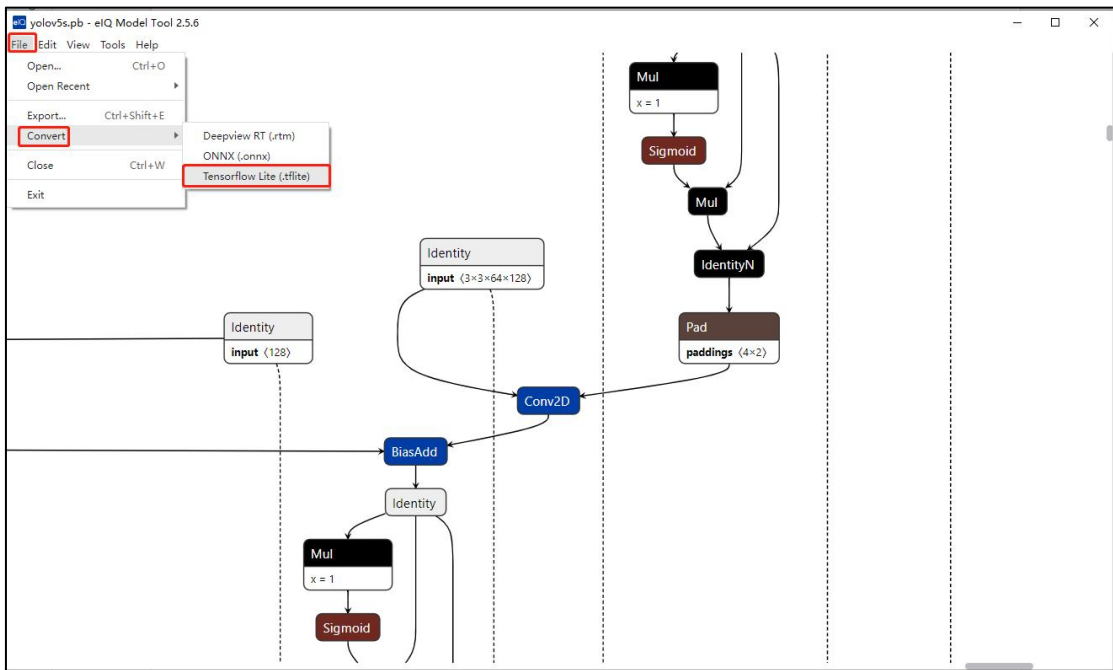 eIQ yolov5s.pb - eIQ Model Tool 2.5.6
File Edit View Tools Help
Open... Ctrl+O
Open Recent
Export... Ctrl+Shift+E
Convert
Close Ctrl+W
Exit
Deepview RT (.rtm)
ONNX (.onnx)
Tensorflow Lite (.tflite)
Mul
x = 1
Sigmoid
Mul
IdentityN
Identity
input ⟨3×3×64×128⟩
Identity
input ⟨128⟩
Pad
paddings ⟨4×2⟩
Conv2D
BiasAdd
Identity
Mul
x = 1
Sigmoid